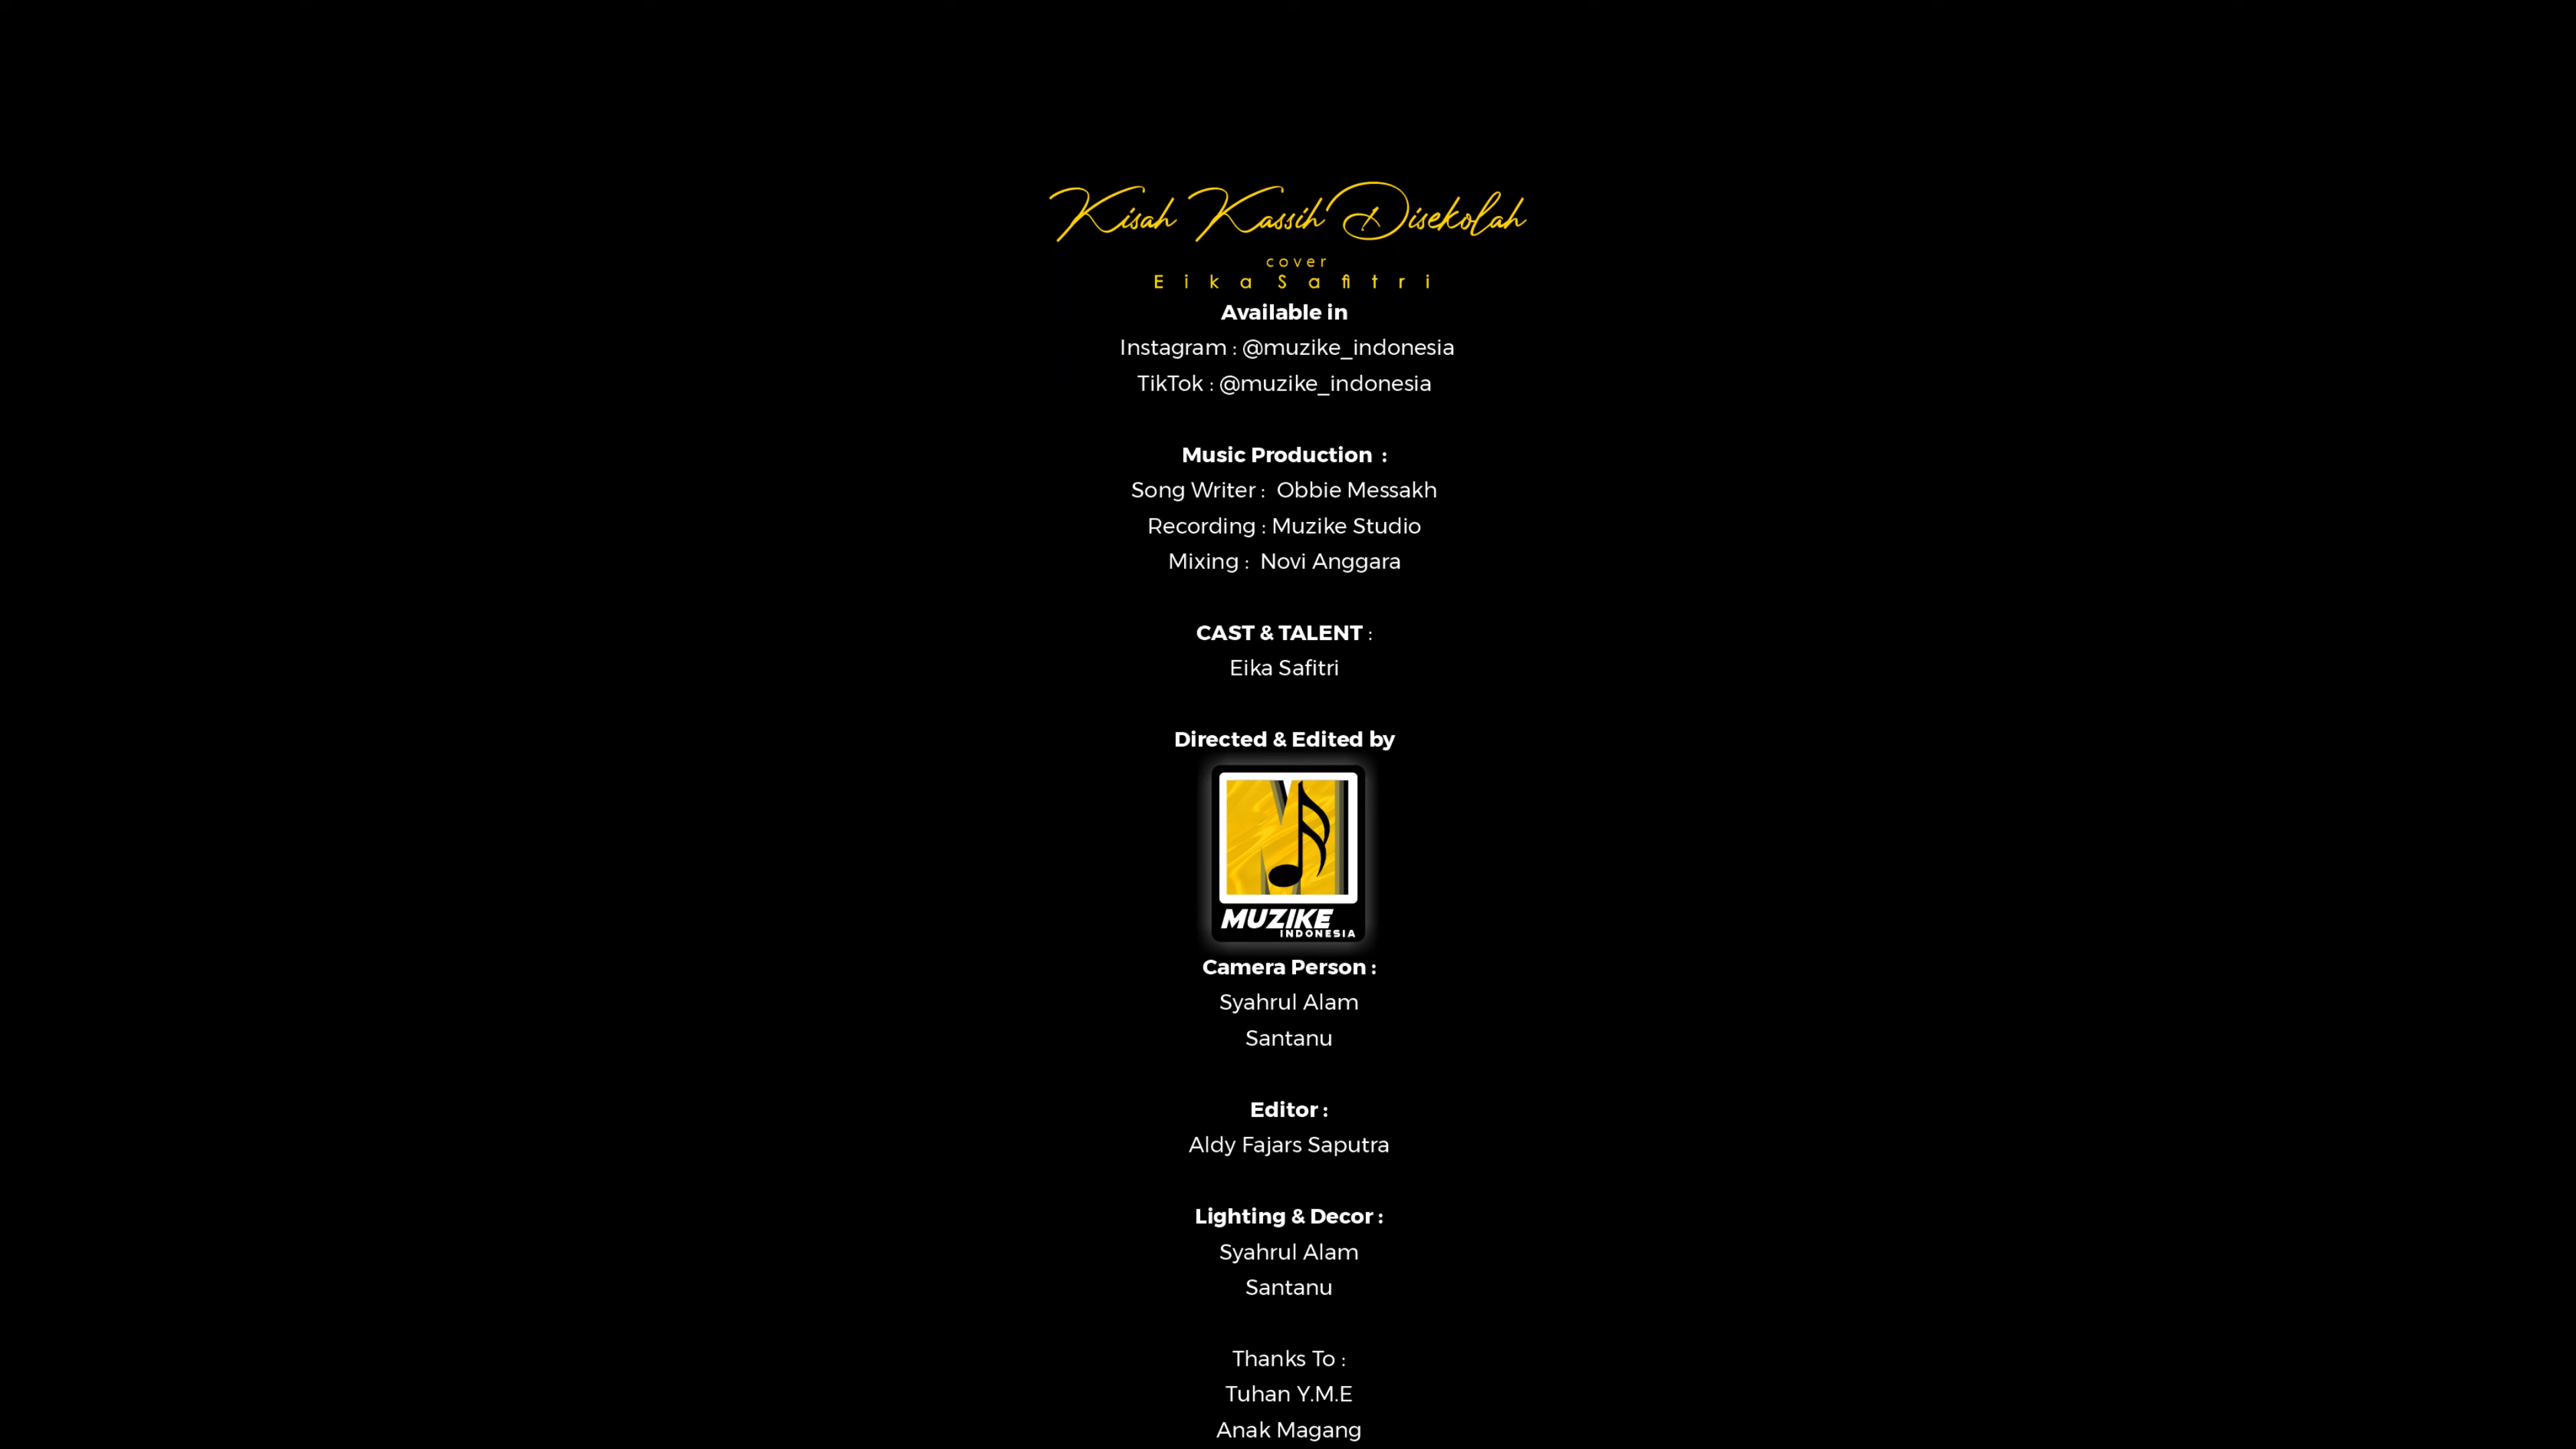 Kisah Kassih Disekolah
cover
Eika Safitri
Available in
Instagram : @muzike_indonesia
TikTok : @muzike_indonesia
Music Production :
Song Writer : Obbie Messakh
Recording : Muzike Studio
Mixing : Novi Anggara
CAST & TALENT :
Eika Safitri
Directed & Edited by
MUZIKE
INDONESIA
Camera Person :
Syahrul Alam
Santanu
Editor :
Aldy Fajars Saputra
Lighting & Decor :
Syahrul Alam
Santanu
Thanks To :
Tuhan Y.M.E
Anak Magang